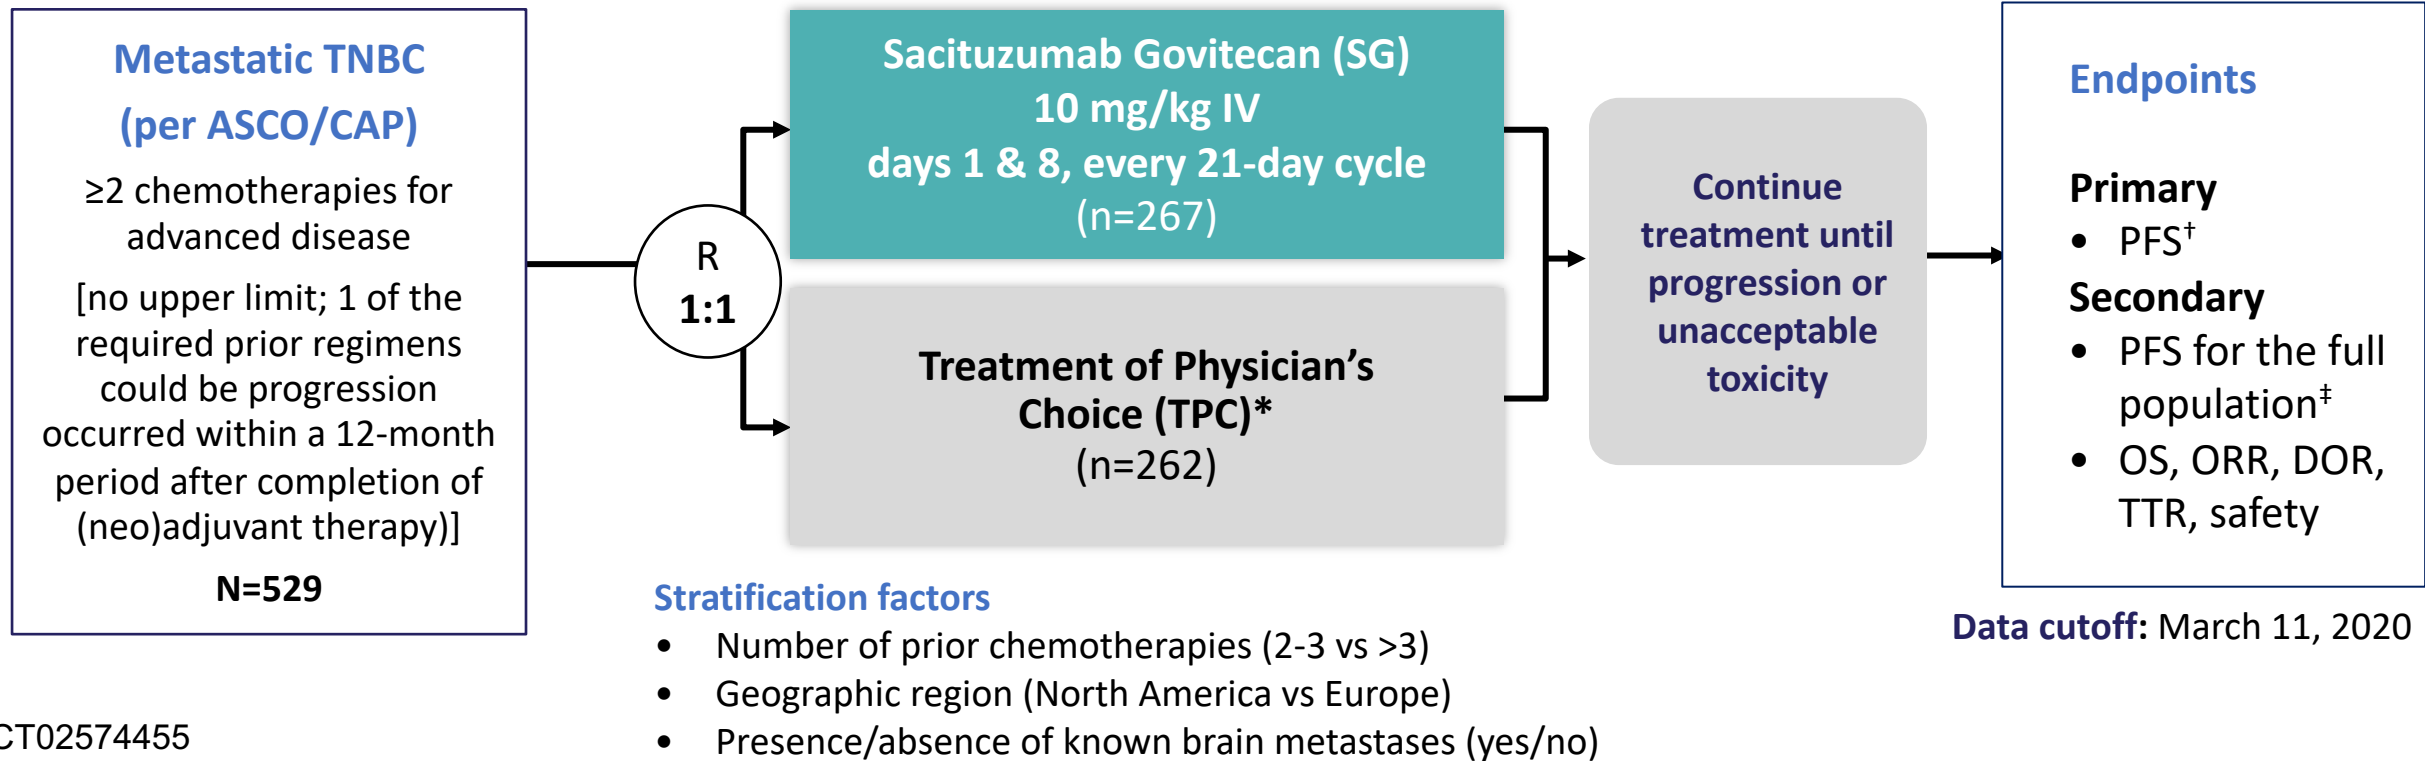 Metastatic TNBC
(per ASCO/CAP)
≥2 chemotherapies for
advanced disease
[no upper limit; 1 of the
required prior regimens
could be progression
occurred within a 12-month
period after completion of
(neo)adjuvant therapy)]
N=529
R
1:1
Sacituzumab Govitecan (SG)
10 mg/kg IV
days 1 & 8, every 21-day cycle
(n=267)
Treatment of Physician’s
Choice (TPC)*
(n=262)
Continue
treatment until
progression or
unacceptable
toxicity
Endpoints
Primary
• PFS†
Secondary
• PFS for the full
population‡
• OS, ORR, DOR,
TTR, safety
Data cutoff: March 11, 2020
Stratification factors
• Number of prior chemotherapies (2-3 vs >3)
• Geographic region (North America vs Europe)
• Presence/absence of known brain metastases (yes/no)
CT02574455